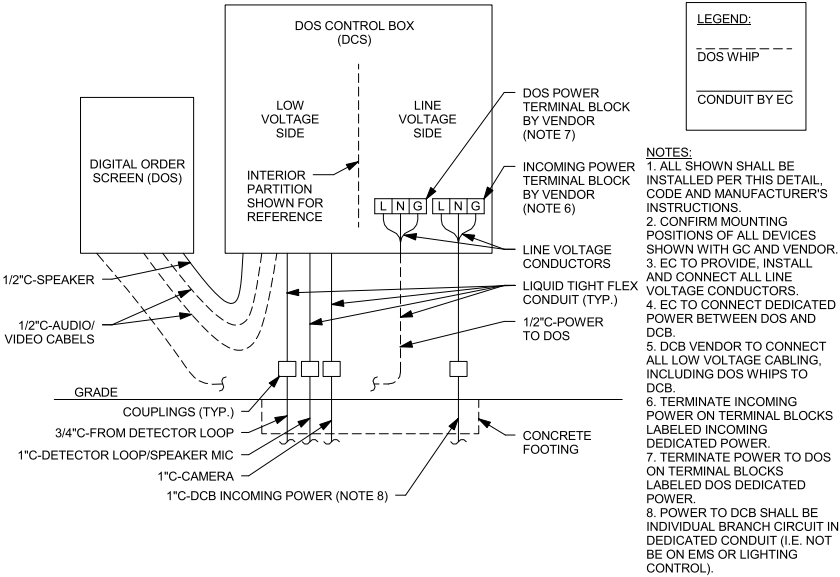 DOS CONTROL BOX
(DCS)
LOW
VOLTAGE
SIDE
LINE
VOLTAGE
SIDE
DIGITAL ORDER
SCREEN (DOS)
INTERIOR
PARTITION
SHOWN FOR
REFERENCE
L N G
L N G
DOS POWER
TERMINAL BLOCK
BY VENDOR
(NOTE 7)
INCOMING POWER
TERMINAL BLOCK
BY VENDOR
(NOTE 6)
LINE VOLTAGE
CONDUCTORS
LIQUID TIGHT FLEX
CONDUIT (TYP.)
1/2"C-POWER
TO DOS
1/2"C-SPEAKER
1/2"C-AUDIO/
VIDEO CABELS
GRADE
COUPLINGS (TYP.)
3/4"C-FROM DETECTOR LOOP
1"C-DETECTOR LOOP/SPEAKER MIC
1"C-CAMERA
1"C-DCB INCOMING POWER (NOTE 8)
CONCRETE
FOOTING
LEGEND:
DOS WHIP
CONDUIT BY EC
NOTES:
1. ALL SHOWN SHALL BE
INSTALLED PER THIS DETAIL,
CODE AND MANUFACTURER'S
INSTRUCTIONS.
2. CONFIRM MOUNTING
POSITIONS OF ALL DEVICES
SHOWN WITH GC AND VENDOR.
3. EC TO PROVIDE, INSTALL
AND CONNECT ALL LINE
VOLTAGE CONDUCTORS.
4. EC TO CONNECT DEDICATED
POWER BETWEEN DOS AND
DCB.
5. DCB VENDOR TO CONNECT
ALL LOW VOLTAGE CABLING,
INCLUDING DOS WHIPS TO
DCB.
6. TERMINATE INCOMING
POWER ON TERMINAL BLOCKS
LABELED INCOMING
DEDICATED POWER.
7. TERMINATE POWER TO DOS
ON TERMINAL BLOCKS
LABELED DOS DEDICATED
POWER.
8. POWER TO DCB SHALL BE
INDIVIDUAL BRANCH CIRCUIT IN
DEDICATED CONDUIT (I.E. NOT
BE ON EMS OR LIGHTING
CONTROL).